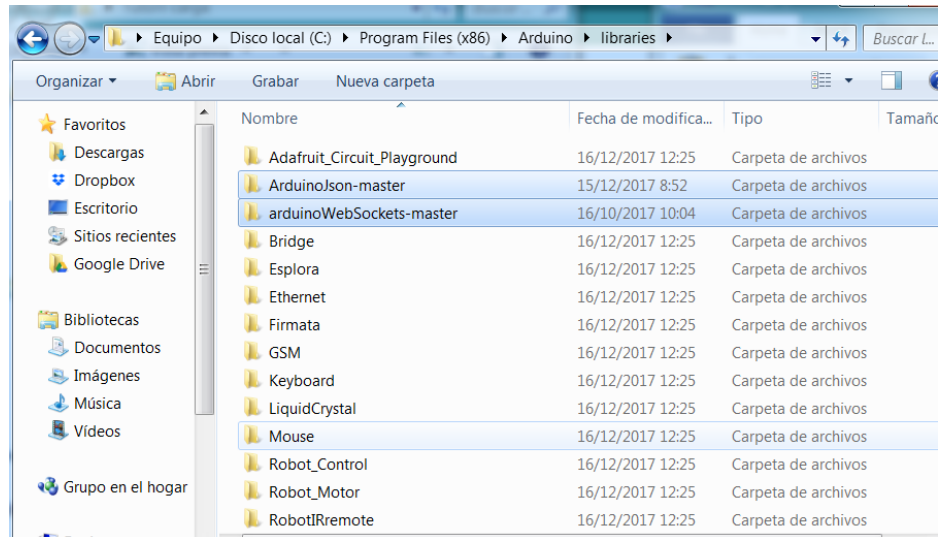 Equipo Disco local (C:) Program Files (x86) Arduino libraries Buscar l...
Organizar Abrir Grabar Nueva carpeta
Favoritos
Descargas
Dropbox
Escritorio
Sitios recientes
Google Drive
Bibliotecas
Documentos
Imágenes
Música
Vídeos
Grupo en el hogar
Nombre Fecha de modifica... Tipo Tamaño
Adafruit_Circuit_Playground 16/12/2017 12:25 Carpeta de archivos
ArduinoJson-master 15/12/2017 8:52 Carpeta de archivos
arduinoWebSockets-master 16/10/2017 10:04 Carpeta de archivos
Bridge 16/12/2017 12:25 Carpeta de archivos
Esplora 16/12/2017 12:25 Carpeta de archivos
Ethernet 16/12/2017 12:25 Carpeta de archivos
Firmata 16/12/2017 12:25 Carpeta de archivos
GSM 16/12/2017 12:25 Carpeta de archivos
Keyboard 16/12/2017 12:25 Carpeta de archivos
LiquidCrystal 16/12/2017 12:25 Carpeta de archivos
Mouse 16/12/2017 12:25 Carpeta de archivos
Robot_Control 16/12/2017 12:25 Carpeta de archivos
Robot_Motor 16/12/2017 12:25 Carpeta de archivos
RobotIRremote 16/12/2017 12:25 Carpeta de archivos